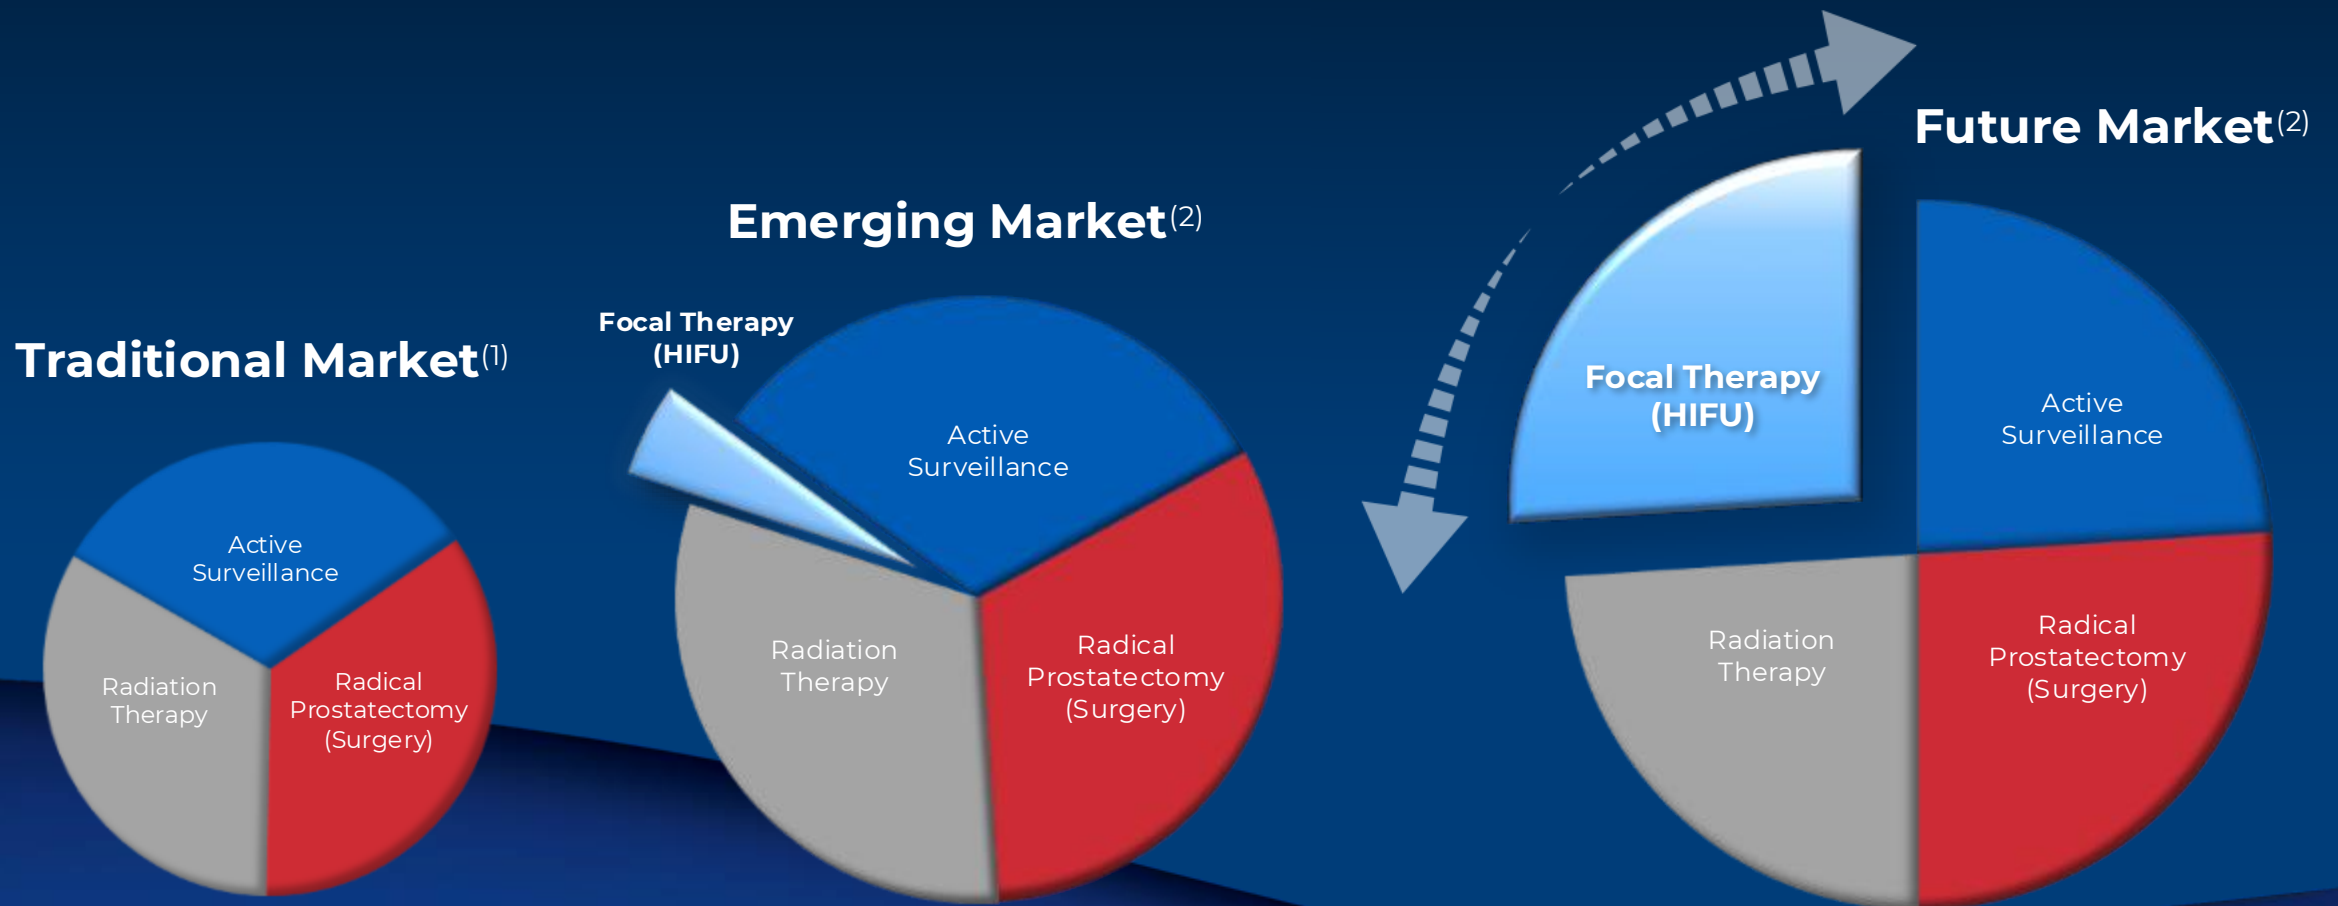 Traditional Market(1)
Active
Surveillance
Radiation
Therapy
Radical
Prostatectomy
(Surgery)
Emerging Market(2)
Focal Therapy
(HIFU)
Active
Surveillance
Radiation
Therapy
Radical
Prostatectomy
(Surgery)
Future Market(2)
Focal Therapy
(HIFU)
Active
Surveillance
Radiation
Therapy
Radical
Prostatectomy
(Surgery)